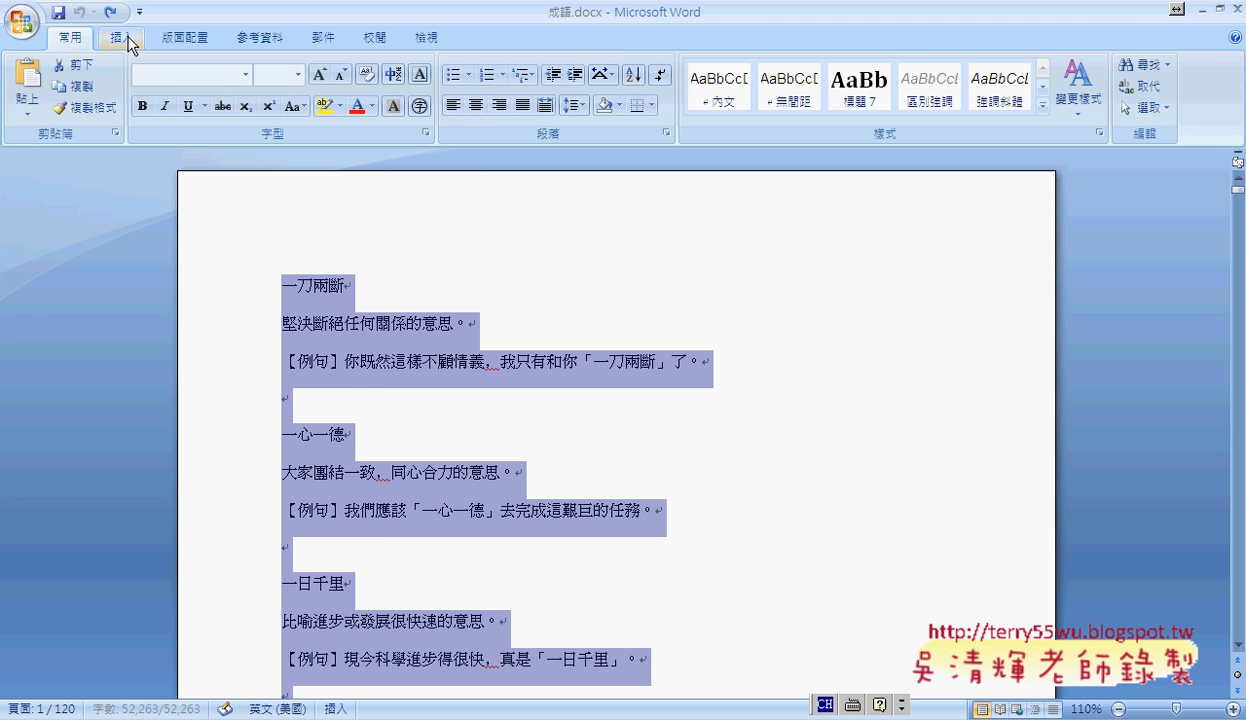 成語.docx - Microsoft Word
常用 插入 版面配置 參考資料 郵件 校閱 檢視
貼上 剪下 複製 複製格式
剪貼簿
字型
段落
AaBbCcD AaBbCcD AaBb AaBbCcL AaBbCcL
內文 無間距 標題 7 區別強調 強調斜體
變更樣式
樣式
尋找 取代 選取
編輯
一刀兩斷
堅決斷絕任何關係的意思。
【例句】你既然這樣不顧情義，我只有和你「一刀兩斷」了。
一心一德
大家團結一致，同心合力的意思。
【例句】我們應該「一心一德」去完成這艱巨的任務。
一日千里
比喻進步或發展很快速的意思。
【例句】現今科學進步得很快，真是「一日千里」。
http://terry55wu.blogspot.tw
吳清輝老師錄製
頁面: 1 / 120 字數: 52,263/52,263 英文 (美國) 插入 CH 110%